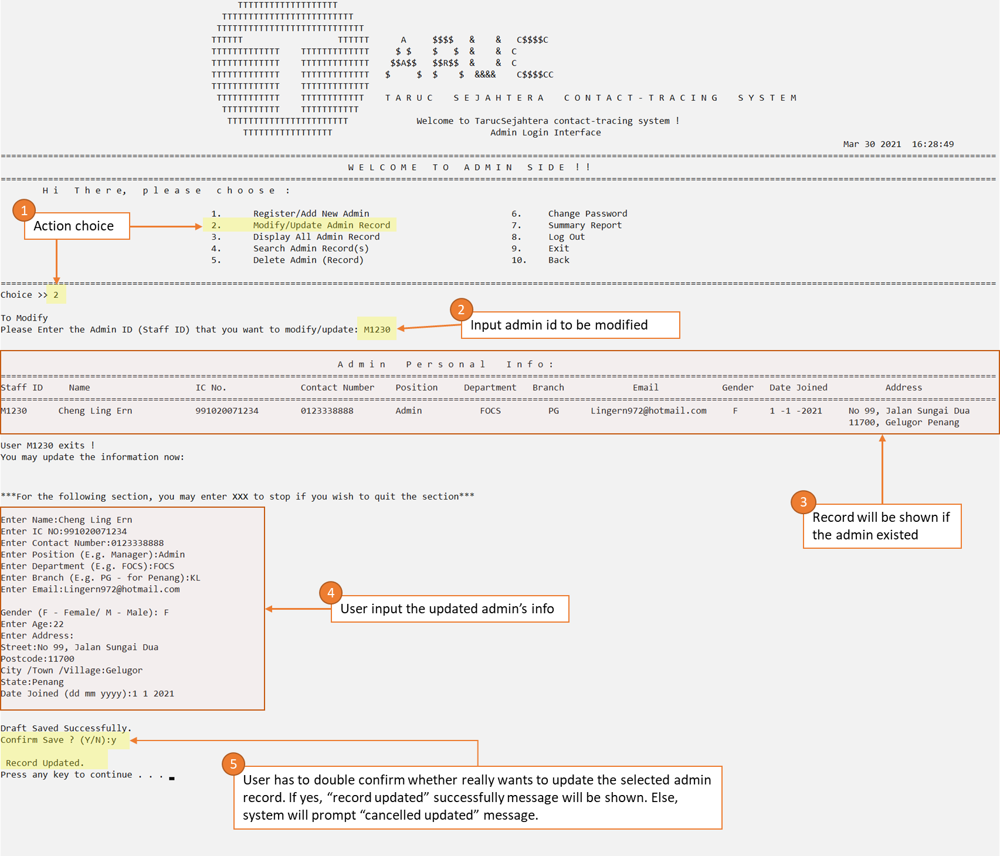 TTTTTTTTTTTTTTTTTTT
TTTTTTTTTTTTTTTTTTTTTTTTT
TTTTTTTTTTTTTTTTTTTTTTTTTTTT
TTTTTT                  TTTTTT      A     $$$$   &    &   C$$$$C
TTTTTTTTTTTTT    TTTTTTTTTTTTT     $ $    $   $  &    &  C
TTTTTTTTTTTTT    TTTTTTTTTTTTT    $$A$$   $$R$$  &    &  C
TTTTTTTTTTTTT    TTTTTTTTTTTTT   $     $  $    $  &&&&    C$$$$CC
TTTTTTTTTTTTT    TTTTTTTTTTTTT
TTTTTTTTTTTT    TTTTTTTTTTTT    T A R U C    S E J A H T E R A    C O N T A C T - T R A C I N G    S Y S T E M
TTTTTTTTTTT    TTTTTTTTTTT
TTTTTTTTTTTTTTTTTTTTTTT             Welcome to TarucSejahtera contact-tracing system !
TTTTTTTTTTTTTTTTT                              Admin Login Interface
Mar 30 2021  16:28:49
W E L C O M E   T O   A D M I N   S I D E ! !
H i   T h e r e,   p l e a s e   c h o o s e :
1
Action choice
1.      Register/Add New Admin      6.     Change Password
2.      Modify/Update Admin Record      7.     Summary Report
3.      Display All Admin Record      8.     Log Out
4.      Search Admin Record(s)      9.     Exit
5.      Delete Admin (Record)      10.    Back
Choice >> 2
To Modify
Please Enter the Admin ID (Staff ID) that you want to modify/update: M1230
2
Input admin id to be modified
A d m i n   P e r s o n a l   I n f o :
Staff ID     Name     IC No.     Contact Number    Position     Department   Branch     Email     Gender   Date Joined     Address
M1230      Cheng Ling Ern     991020071234     0123338888     Admin     FOCS     PG     Lingern972@hotmail.com     F     1 -1 -2021     No 99, Jalan Sungai Dua
11700, Gelugor Penang
User M1230 exits !
You may update the information now:
***For the following section, you may enter XXX to stop if you wish to quit the section***
3
Record will be shown if
the admin existed
Enter Name:Cheng Ling Ern
Enter IC NO:991020071234
Enter Contact Number:0123338888
Enter Position (E.g. Manager):Admin
Enter Department (E.g. FOCS):FOCS
Enter Branch (E.g. PG - for Penang):KL
Enter Email:Lingern972@hotmail.com
4
User input the updated admin’s info
Gender (F - Female/ M - Male): F
Enter Age:22
Enter Address:
Street:No 99, Jalan Sungai Dua
Postcode:11700
City /Town /Village:Gelugor
State:Penang
Date Joined (dd mm yyyy):1 1 2021
Draft Saved Successfully.
Confirm Save ? (Y/N):y
Record Updated.
Press any key to continue . . .
5
User has to double confirm whether really wants to update the selected admin
record. If yes, “record updated” successfully message will be shown. Else,
system will prompt “cancelled updated” message.